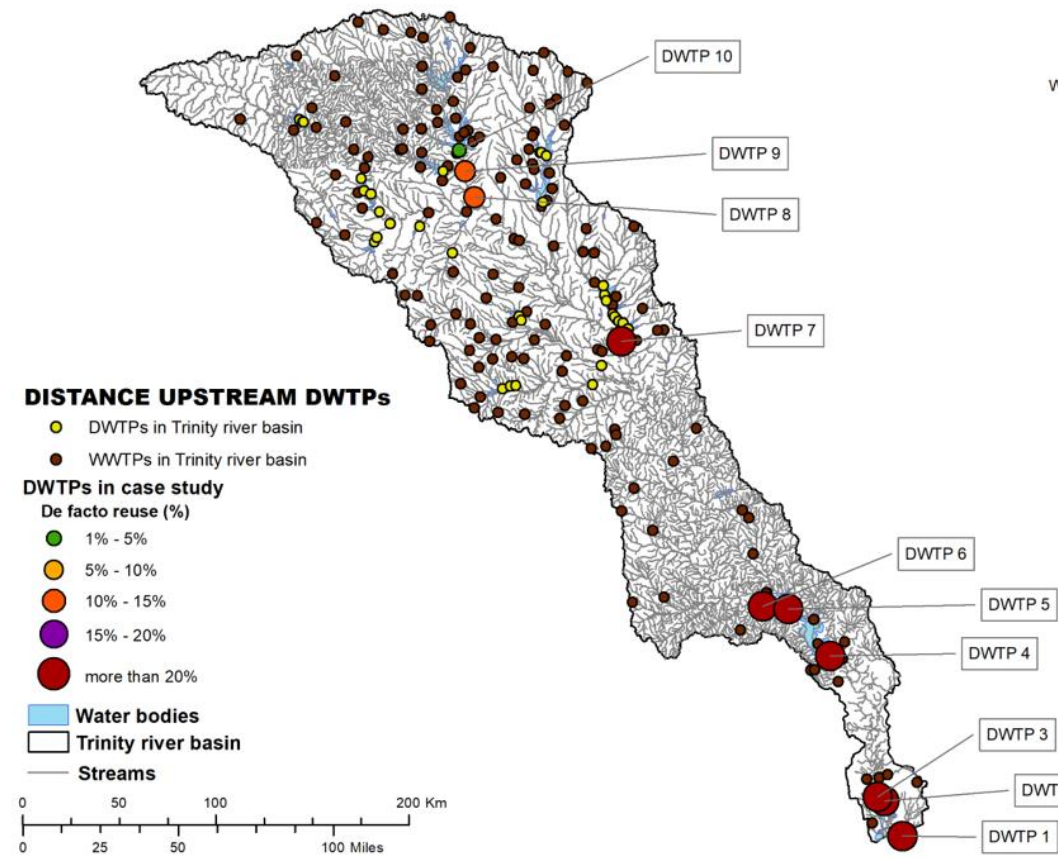 DWTP 10
W
DWTP 9
DWTP 8
DWTP 7
DISTANCE UPSTREAM DWTPs
DWTPs in Trinity river basin
WWTPs in Trinity river basin
DWTPs in case study
De facto reuse (%)
1% - 5%
5% - 10%
10% - 15%
15% - 20%
more than 20%
Water bodies
Trinity river basin
Streams
DWTP 6
DWTP 5
DWTP 4
DWTP 3
DWT
DWTP 1
0 50 100 200 Km
0 25 50 100 Miles